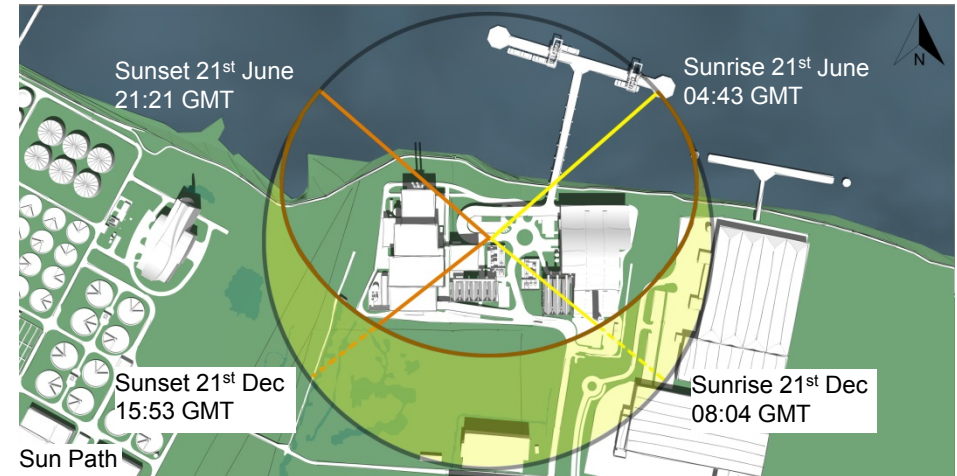 Sunset 21st June
21:21 GMT
Sunrise 21st June
04:43 GMT
N
Sunset 21st Dec
15:53 GMT
Sunrise 21st Dec
08:04 GMT
Sun Path